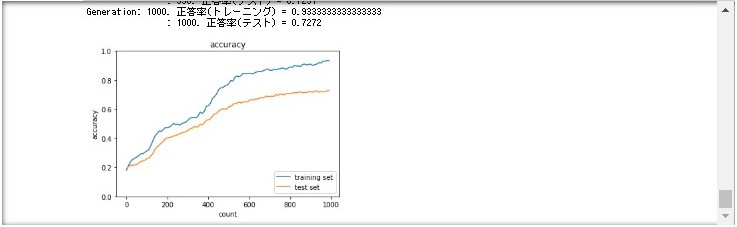 Generation: 1000. 正答率(トレーニング) = 0.9333333333333333
: 1000. 正答率(テスト) = 0.7272
accuracy
1.0
0.8
0.6
0.4
0.2
0.0
accuracy
training set
test set
0 200 400 600 800 1000
count